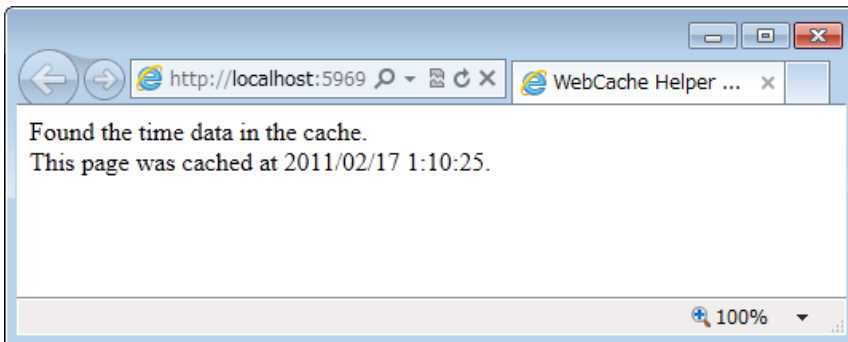 http://localhost:5969
WebCache Helper ...
Found the time data in the cache.
This page was cached at 2011/02/17 1:10:25.
100%